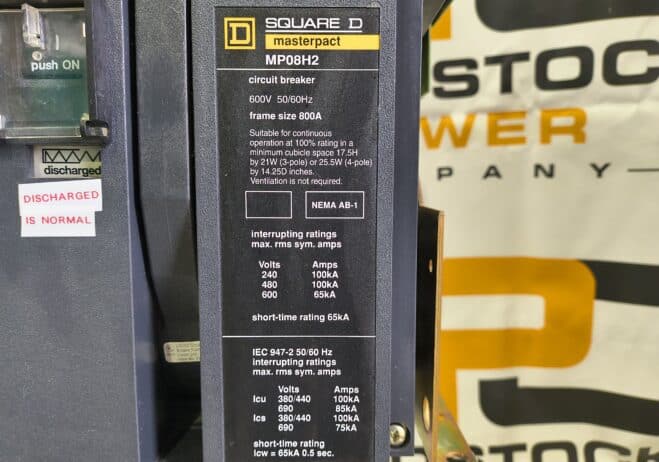 push ON
discharged
DISCHARGED
IS NORMAL
SQUARE D
masterpact
MP08H2
circuit breaker
600V 50/60Hz
frame size 800A
Suitable for continuous
operation at 100% rating in a
minimum cubicle space 17.5H
by 21W (3-pole) or 25.5W (4-pole)
by 14.25D inches.
Ventilation is not required.
NEMA AB-1
interrupting ratings
max. rms sym. amps
Volts Amps
240 100kA
480 100kA
600 65kA
short-time rating 65kA
IEC 947-2 50/60 Hz
interrupting ratings
max. rms sym. amps
Volts Amps
Icu 380/440 100kA
690 85kA
Ics 380/440 100kA
690 75kA
short-time rating
Icw = 65kA 0.5 sec.
STOCK
WER
PANY
STOCK